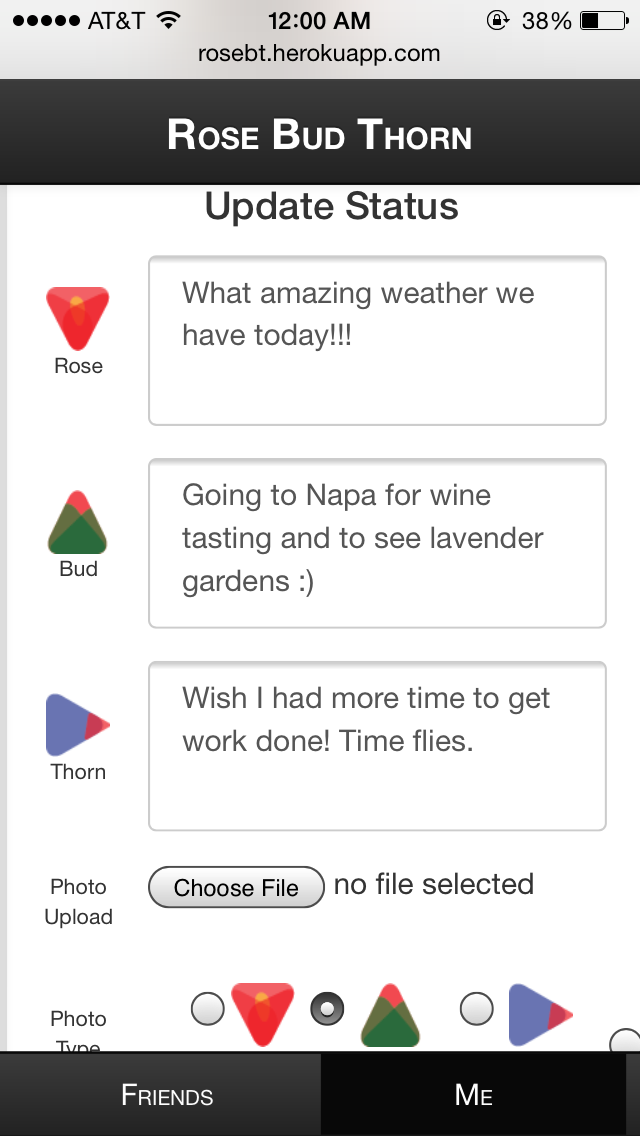 AT&T 12:00 AM 38%
rosebt.herokuapp.com
Rose Bud Thorn
Update Status
What amazing weather we
have today!!!
Rose
Going to Napa for wine
tasting and to see lavender
gardens :)
Bud
Wish I had more time to get
work done! Time flies.
Thorn
Photo
Upload
Choose File no file selected
Photo
Type
Friends Me